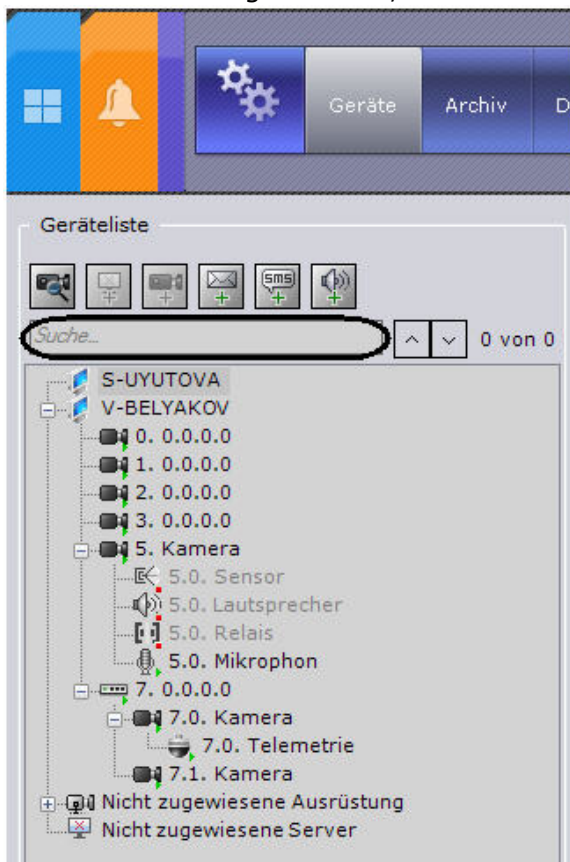 Geräte Archiv D
Geräteliste
sms
Suche...
0 von 0
S-UYUTOVA
V-BELYAKOV
0. 0.0.0.0
1. 0.0.0.0
2. 0.0.0.0
3. 0.0.0.0
5. Kamera
5.0. Sensor
5.0. Lautsprecher
5.0. Relais
5.0. Mikrophon
7. 0.0.0.0
7.0. Kamera
7.0. Telemetrie
7.1. Kamera
Nicht zugewiesene Ausrüstung
Nicht zugewiesene Server